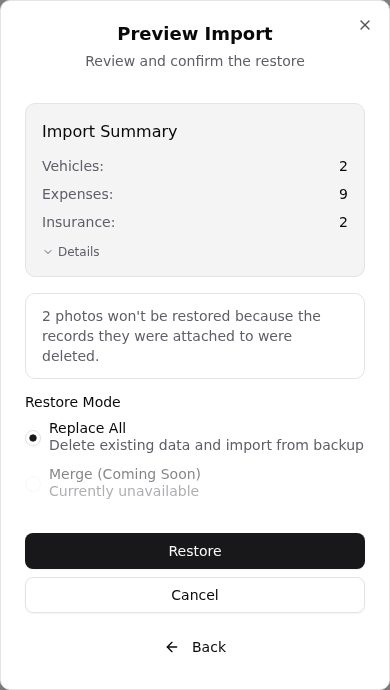 Preview Import
Review and confirm the restore
Import Summary
Vehicles: 2
Expenses: 9
Insurance: 2
Details
2 photos won't be restored because the
records they were attached to were
deleted.
Restore Mode
Replace All
Delete existing data and import from backup
Merge (Coming Soon)
Currently unavailable
Restore
Cancel
Back